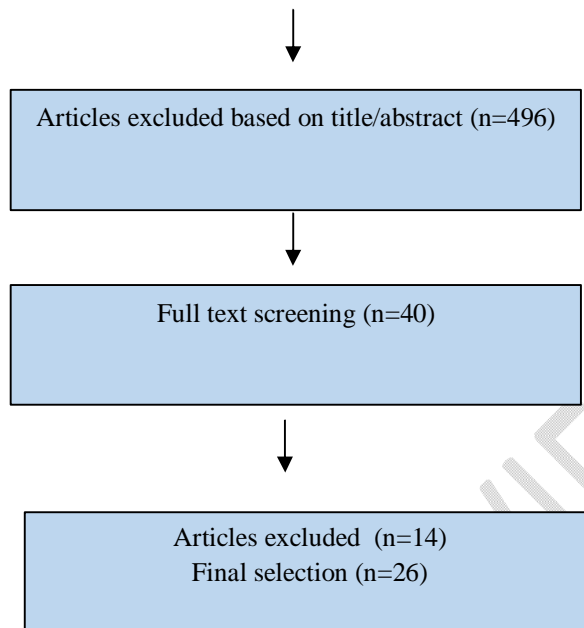 Articles excluded based on title/abstract (n=496)
Full text screening (n=40)
Articles excluded (n=14)
Final selection (n=26)